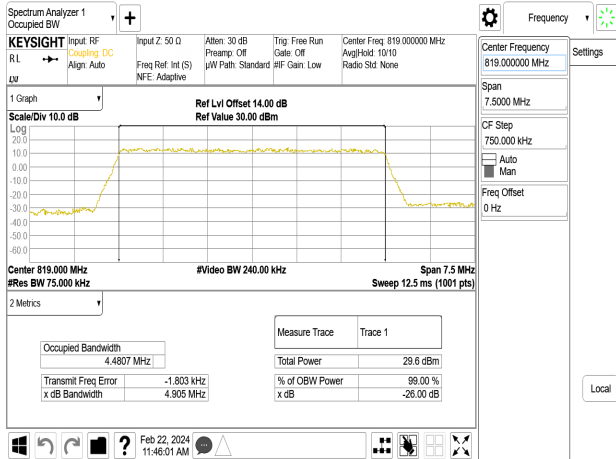 Spectrum Analyzer 1
Occupied BW
Frequency
KEYSIGHT
RL
Input: RF
Coupling: DC
Align: Auto
Input Z: 50 Ω
Freq Ref: Int (S)
NFE: Adaptive
Atten: 30 dB
Preamp: Off
µW Path: Standard
Trig: Free Run
Gate: Off
#IF Gain: Low
Center Freq: 819.000000 MHz
Avg|Hold: 10/10
Radio Std: None
Center Frequency
819.000000 MHz
Settings
Span
7.5000 MHz
CF Step
750.000 kHz
Auto
Man
Freq Offset
0 Hz
Local
1 Graph
Scale/Div 10.0 dB
Ref Lvl Offset 14.00 dB
Ref Value 30.00 dBm
Log
20.0
10.0
0.00
-10.0
-20.0
-30.0
-40.0
-50.0
-60.0
Center 819.000 MHz
#Video BW 240.00 kHz
Span 7.5 MHz
#Res BW 75.000 kHz
Sweep 12.5 ms (1001 pts)
2 Metrics
Measure Trace
Trace 1
Occupied Bandwidth
4.4807 MHz
Total Power
29.6 dBm
Transmit Freq Error
-1.803 kHz
% of OBW Power
99.00 %
x dB Bandwidth
4.905 MHz
x dB
-26.00 dB
?
Feb 22, 2024
11:46:01 AM